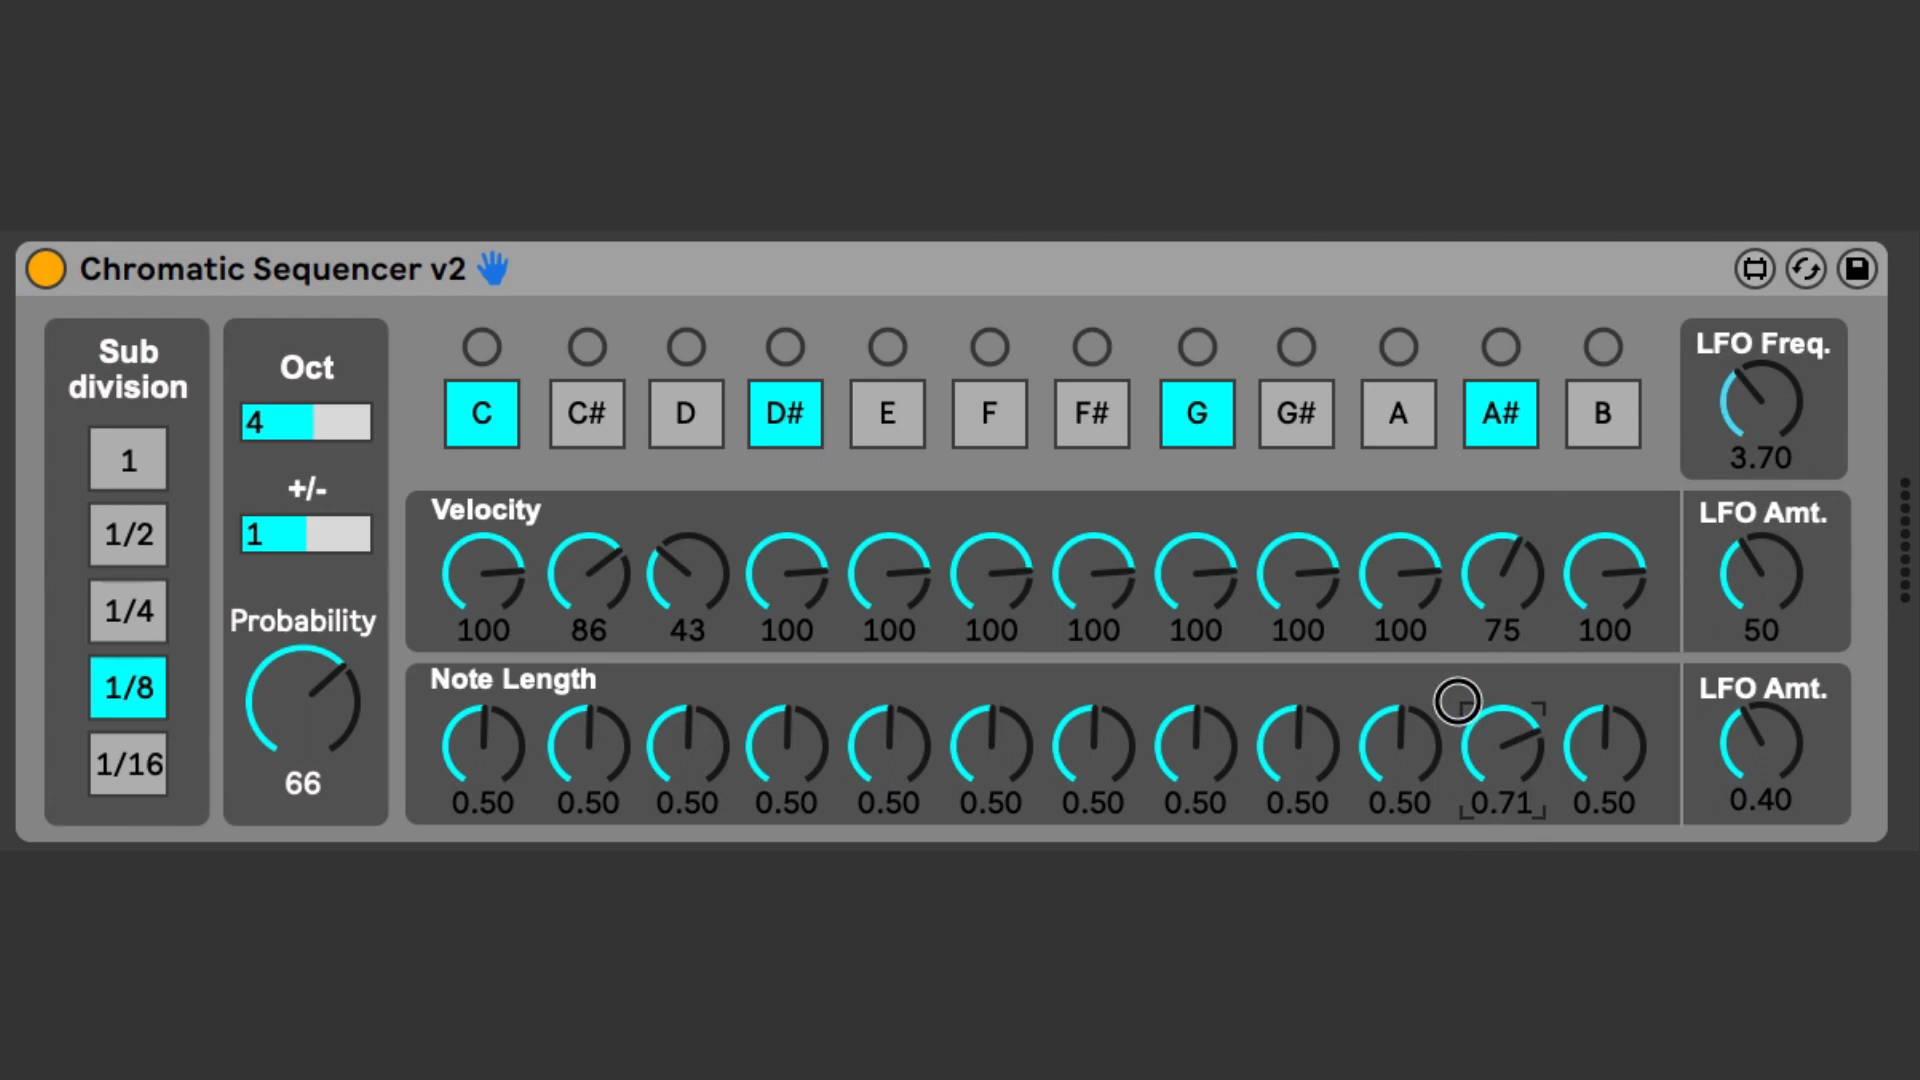 Chromatic Sequencer v2
Sub
division
1
1/2
1/4
1/8
1/16
Oct
4
+/-
1
Probability
66
C C# D D# E F F# G G# A A# B
LFO Freq.
3.70
Velocity
100 86 43 100 100 100 100 100 100 100 75 100
LFO Amt.
50
Note Length
0.50 0.50 0.50 0.50 0.50 0.50 0.50 0.50 0.50 0.50 0.71 0.50
LFO Amt.
0.40